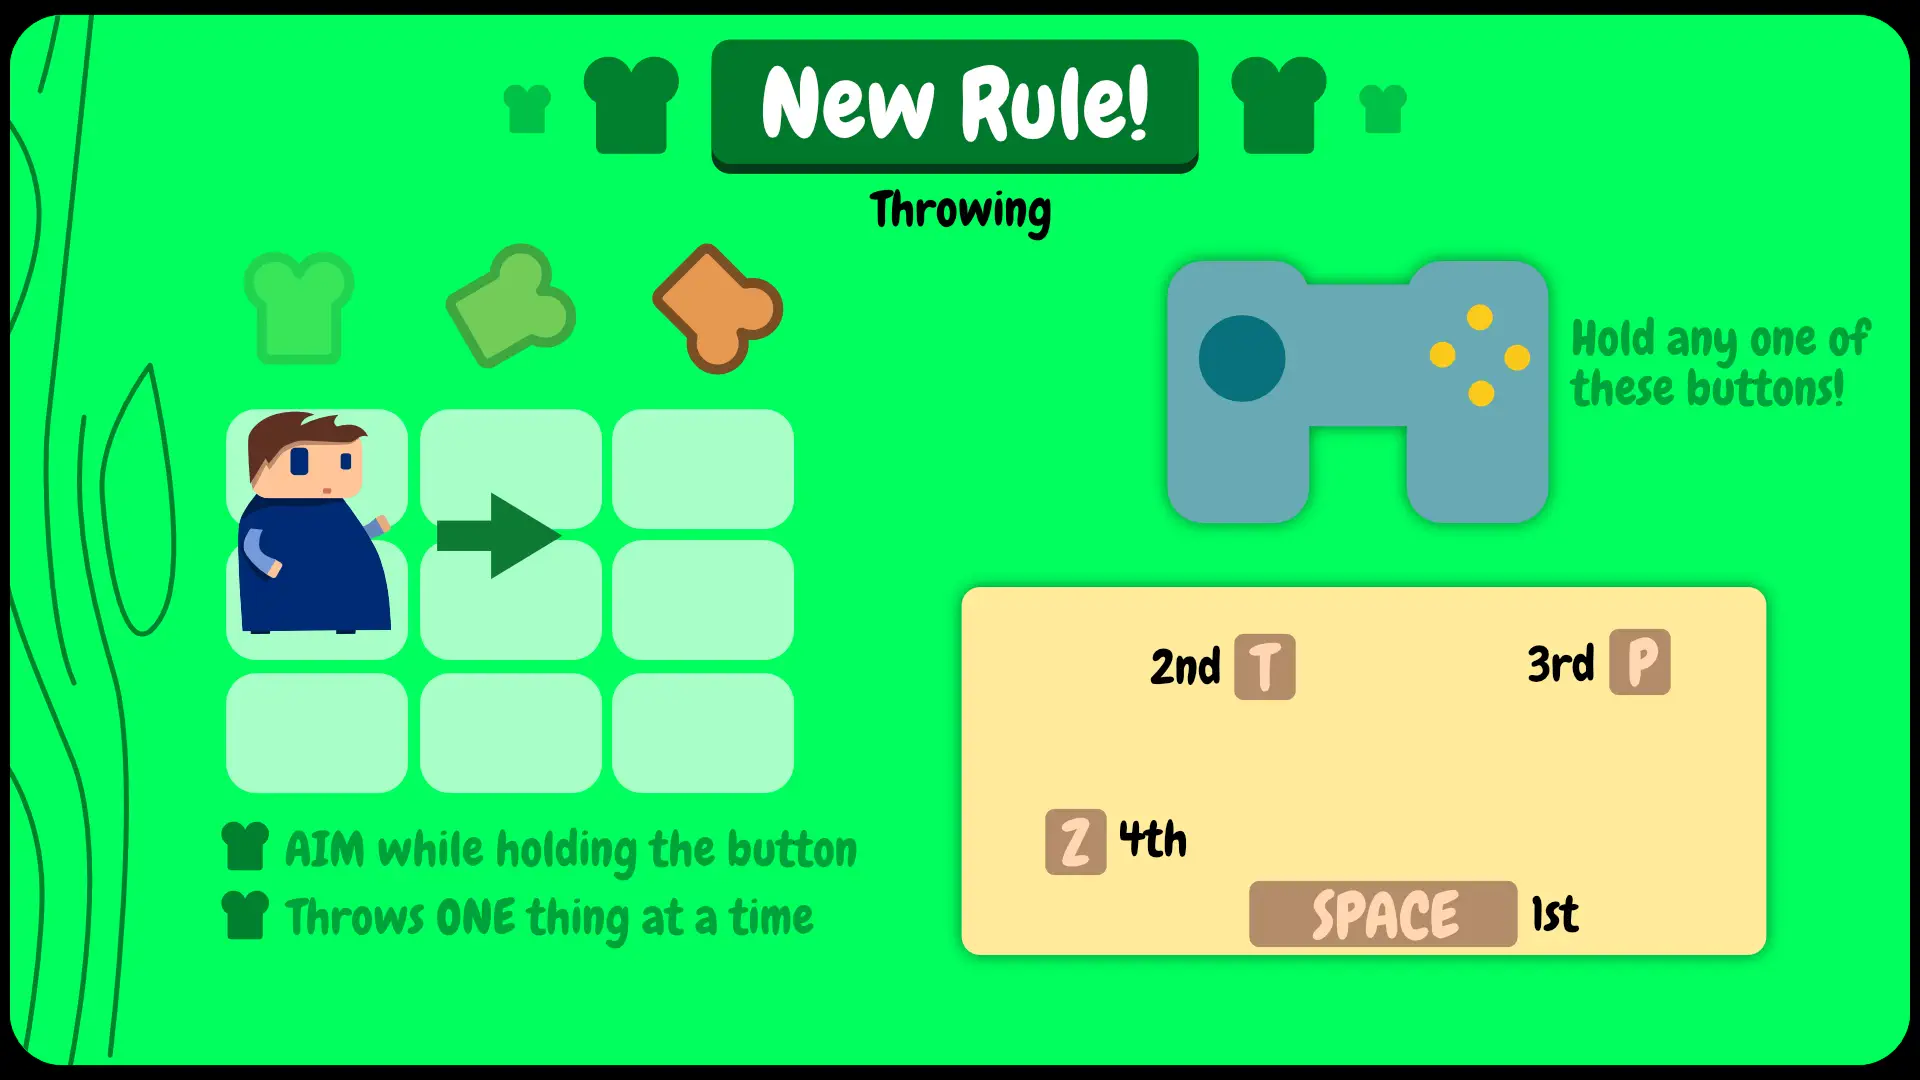 New Rule!
Throwing
Hold any one of
these buttons!
2nd T
3rd P
Z 4th
SPACE 1st
AIM while holding the button
Throws ONE thing at a time